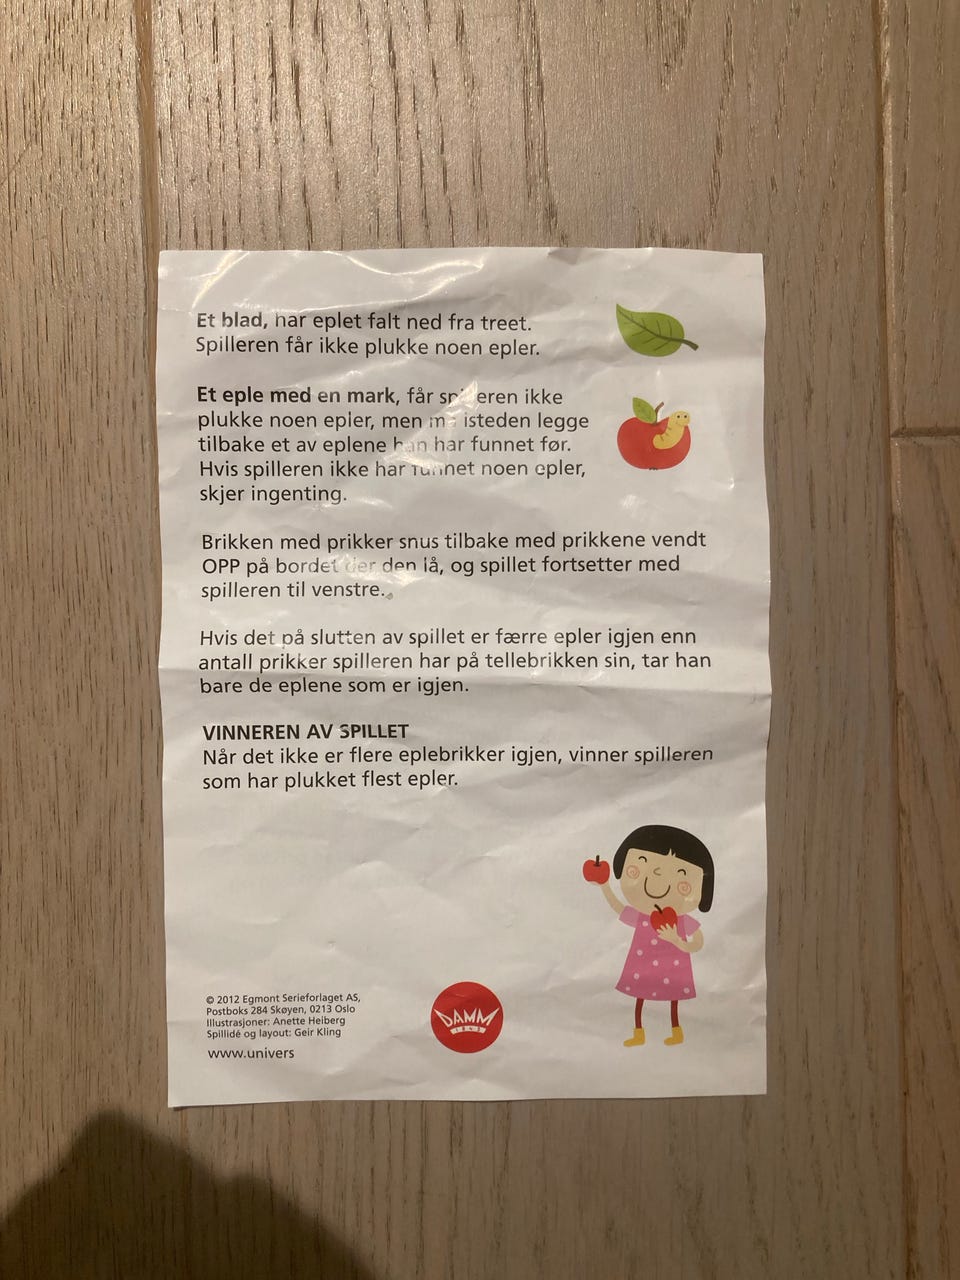 Et blad, har eplet falt ned fra treet.
Spilleren får ikke plukke noen epler.
Et eple med en mark, får spilleren ikke
plukke noen epler, men må isteden legge
tilbake et av eplene han har funnet før.
Hvis spilleren ikke har funnet noen epler,
skjer ingenting.
Brikken med prikker snus tilbake med prikkene vendt
OPP på bordet der den lå, og spillet fortsetter med
spilleren til venstre.
Hvis det på slutten av spillet er færre epler igjen enn
antall prikker spilleren har på tellebrikken sin, tar han
bare de eplene som er igjen.
VINNEREN AV SPILLET
Når det ikke er flere eplebrikker igjen, vinner spilleren
som har plukket flest epler.
© 2012 Egmont Serieforlaget AS,
Postboks 284 Skøyen, 0213 Oslo
Illustrasjoner: Anette Heiberg
Spillidé og layout: Geir Kling
www.univers
DAMM
1843